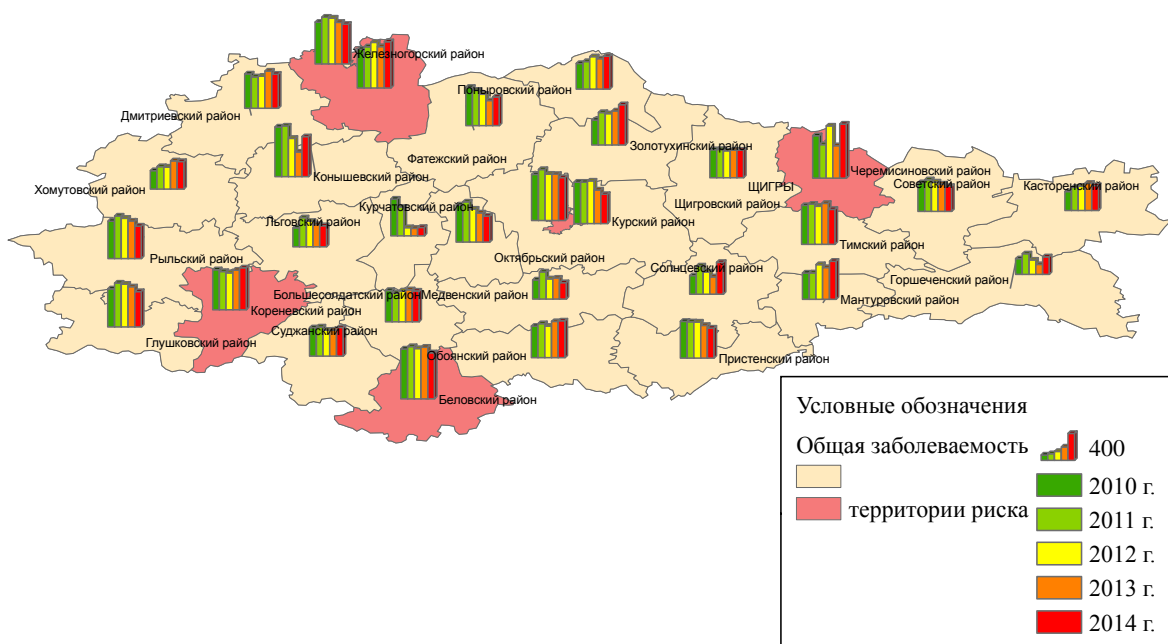 Железногорский район
Поныровский район
Дмитриевский район
Золотухинский район
Фатежский район
Черемисиновский район
Конышевский район
Советский район
Касторенский район
Хомутовский район
ЩИГРЫ
Щигровский район
Курчатовский район
Льговский район
Курский район
Тимский район
Рыльский район
Октябрьский район
Солнцевский район
Горшеченский район
Большесолдатский район
Медвенский район
Мантуровский район
Кореневский район
Суджанский район
Глушковский район
Обоянский район
Пристенский район
Беловский район
Условные обозначения
Общая заболеваемость
территории риска
400
2010 г.
2011 г.
2012 г.
2013 г.
2014 г.